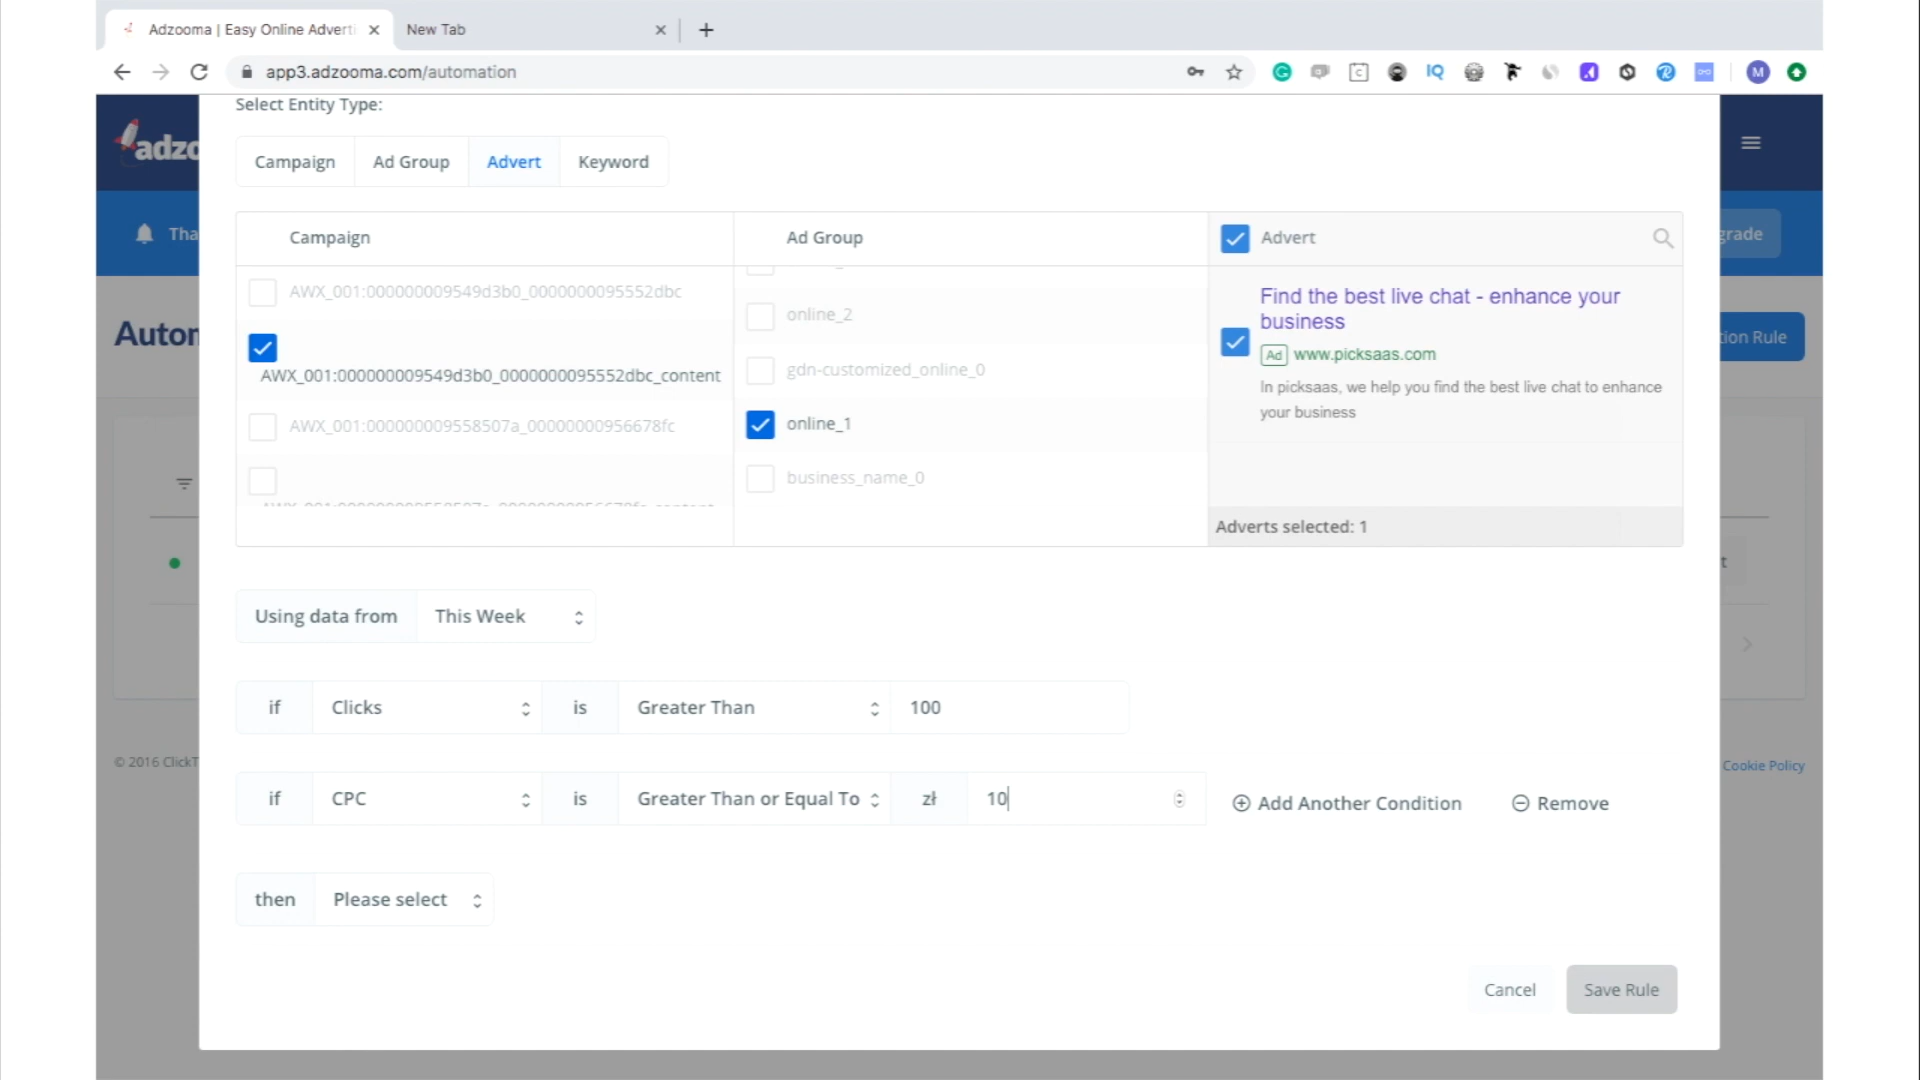 Adzooma | Easy Online Adverti
New Tab
app3.adzooma.com/automation
Select Entity Type:
Campaign
Ad Group
Advert
Keyword
adzo
Tha
grade
Campaign
Ad Group
Advert
AWX_001:000000009549d3b0_0000000095552dbc
AWX_001:000000009549d3b0_0000000095552dbc_content
AWX_001:000000009558507a_00000000956678fc
online_2
gdn-customized_online_0
online_1
business_name_0
Find the best live chat - enhance your
business
Ad www.picksaas.com
In picksaas, we help you find the best live chat to enhance
your business
Adverts selected: 1
Autom
tion Rule
t
Using data from This Week
if Clicks is Greater Than 100
if CPC is Greater Than or Equal To zł 10
Add Another Condition
Remove
then Please select
© 2016 ClickT
Cookie Policy
Cancel
Save Rule